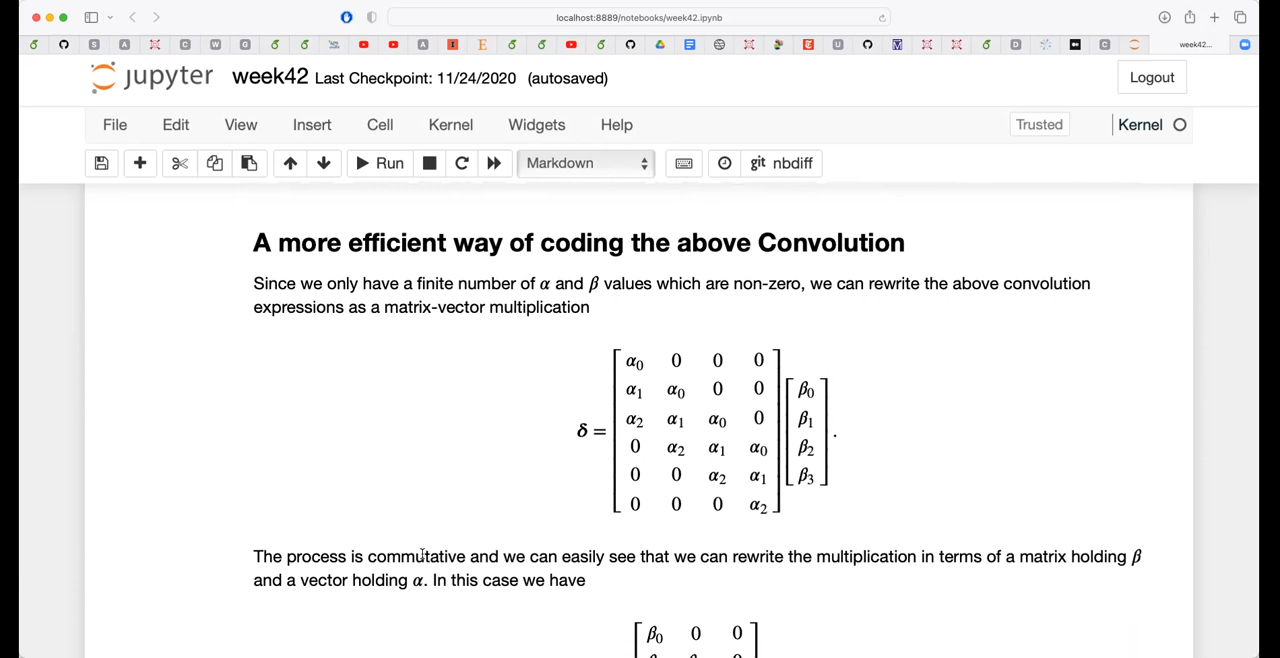 localhost:8889/notebooks/week42.ipynb
week42...
jupyter week42 Last Checkpoint: 11/24/2020 (autosaved)
Logout
File Edit View Insert Cell Kernel Widgets Help
Trusted
Kernel
Run
Markdown
git nbdiff
A more efficient way of coding the above Convolution
Since we only have a finite number of α and β values which are non-zero, we can rewrite the above convolution
expressions as a matrix-vector multiplication
α₀ 0 0 0
α₁ α₀ 0 0 β₀
α₂ α₁ α₀ 0 β₁
δ = .
0 α₂ α₁ α₀ β₂
0 0 α₂ α₁ β₃
0 0 0 α₂
The process is commutative and we can easily see that we can rewrite the multiplication in terms of a matrix holding β
and a vector holding α. In this case we have
β₀ 0 0